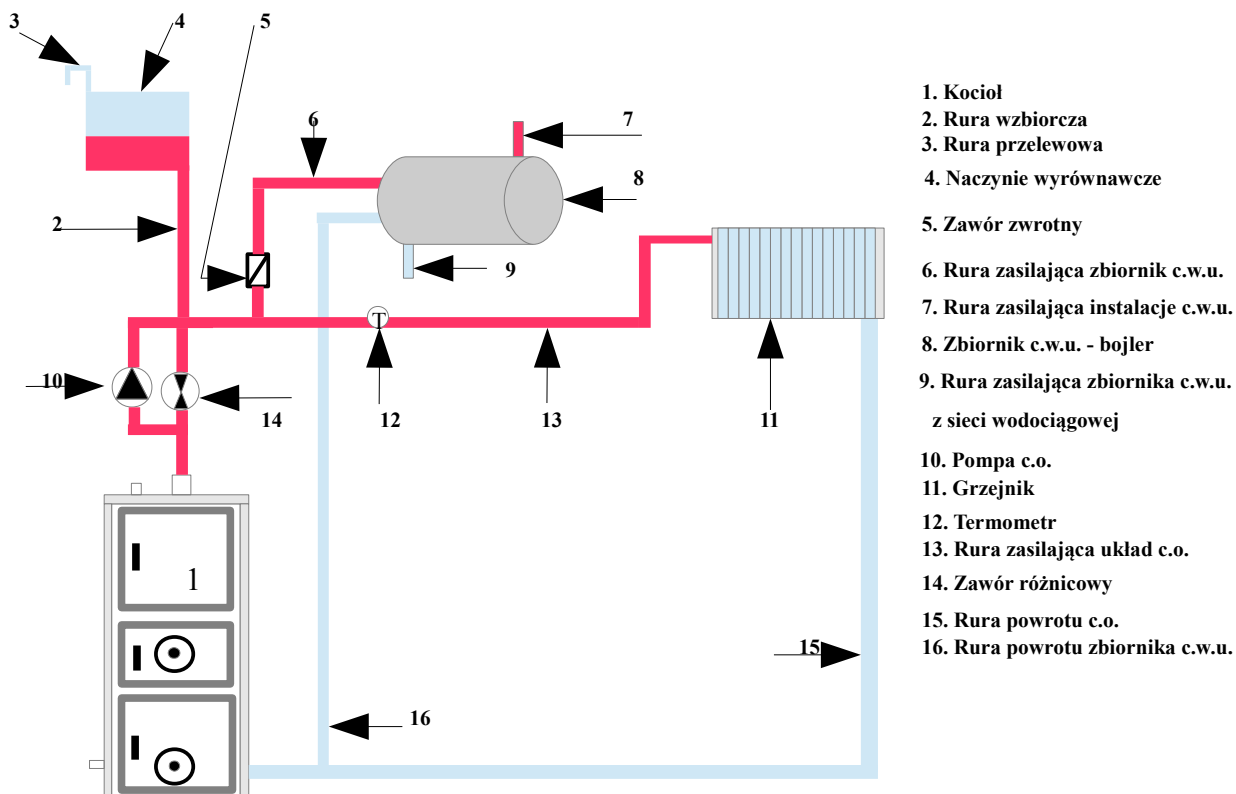 3
4
5
6
7
8
2
9
T
10
14
12
13
11
1
15
16
1. Kocioł
2. Rura wzbiorcza
3. Rura przelewowa
4. Naczynie wyrównawcze
5. Zawór zwrotny
6. Rura zasilająca zbiornik c.w.u.
7. Rura zasilająca instalacje c.w.u.
8. Zbiornik c.w.u. - bojler
9. Rura zasilająca zbiornika c.w.u.
z sieci wodociągowej
10. Pompa c.o.
11. Grzejnik
12. Termometr
13. Rura zasilająca układ c.o.
14. Zawór różnicowy
15. Rura powrotu c.o.
16. Rura powrotu zbiornika c.w.u.